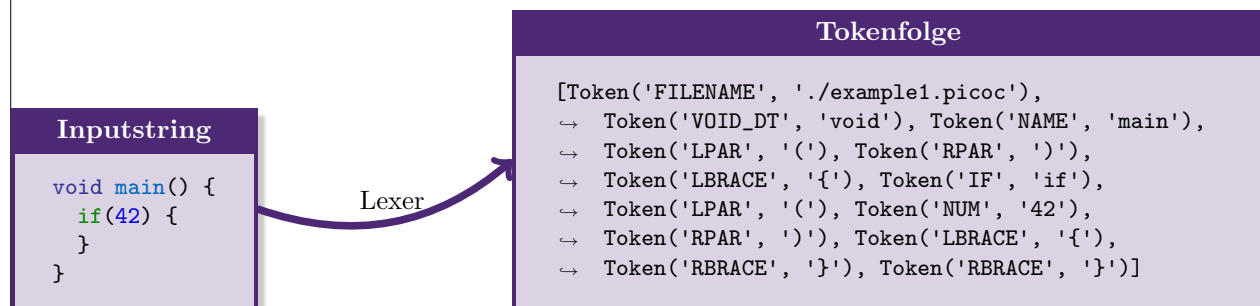 Inputstring
void main() {
  if(42) {
  }
}
Lexer
Tokenfolge
[Token('FILENAME', './example1.picoc'),
↪ Token('VOID_DT', 'void'), Token('NAME', 'main'),
↪ Token('LPAR', '('), Token('RPAR', ')'),
↪ Token('LBRACE', '{'), Token('IF', 'if'),
↪ Token('LPAR', '('), Token('NUM', '42'),
↪ Token('RPAR', ')'), Token('LBRACE', '{'),
↪ Token('RBRACE', '}'), Token('RBRACE', '}')]